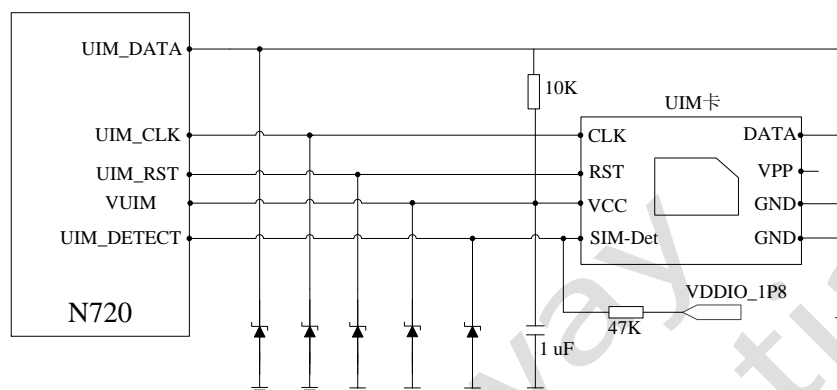 UIM_DATA
10K
UIM卡
UIM_CLK
CLK
DATA
UIM_RST
RST
VPP
VUIM
VCC
GND
UIM_DETECT
SIM-Det
GND
VDDIO_1P8
N720
47K
1 uF